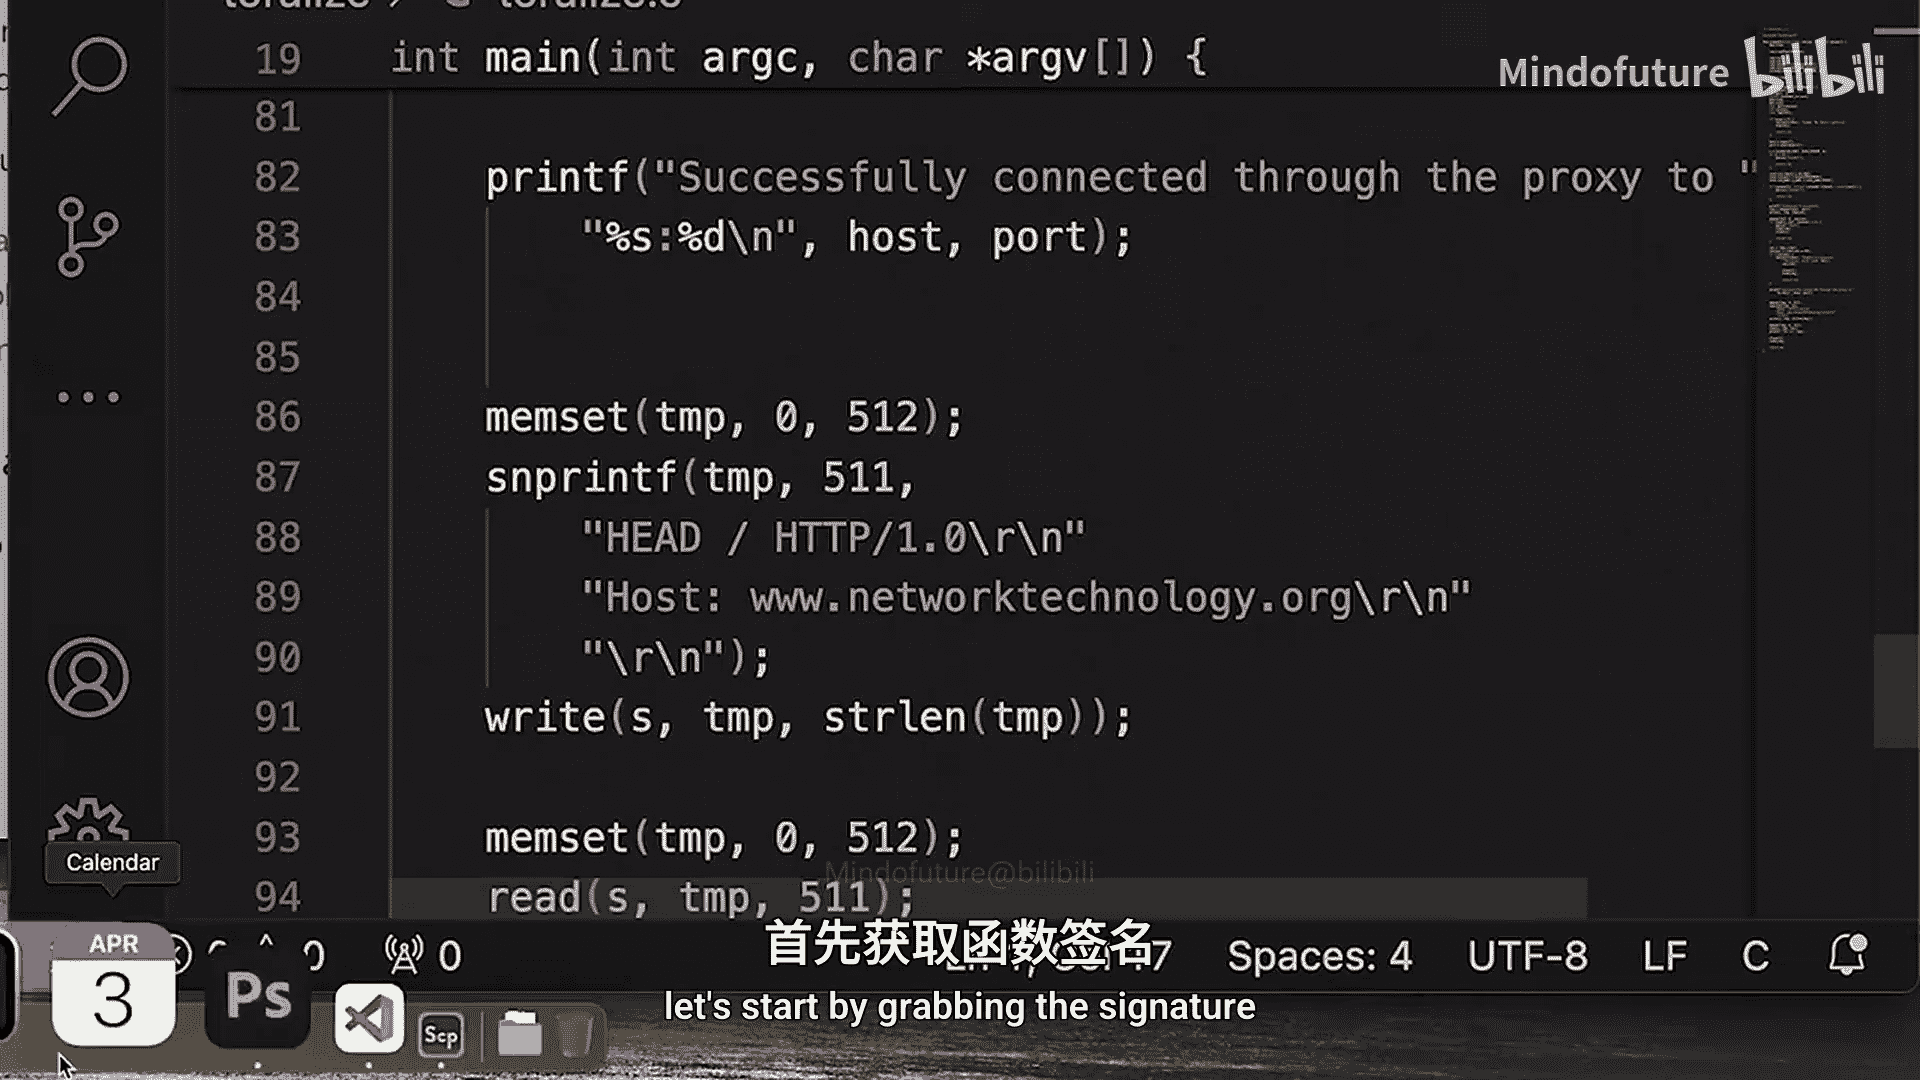 19 int main(int argc, char *argv[]) {
Mindofuture bilibili
81
82 printf("Successfully connected through the proxy to "
83 "%s:%d\n", host, port);
84
85
86 memset(tmp, 0, 512);
87 snprintf(tmp, 511,
88 "HEAD / HTTP/1.0\r\n"
89 "Host: www.networktechnology.org\r\n"
90 "\r\n");
91 write(s, tmp, strlen(tmp));
92
93 memset(tmp, 0, 512);
Calendar
Mindofuture@bilibili
94 read(s, tmp, 511);
首先获取函数签名
0 Spaces: 4 UTF-8 LF C
let's start by grabbing the signature
APR
3
Ps
Scp